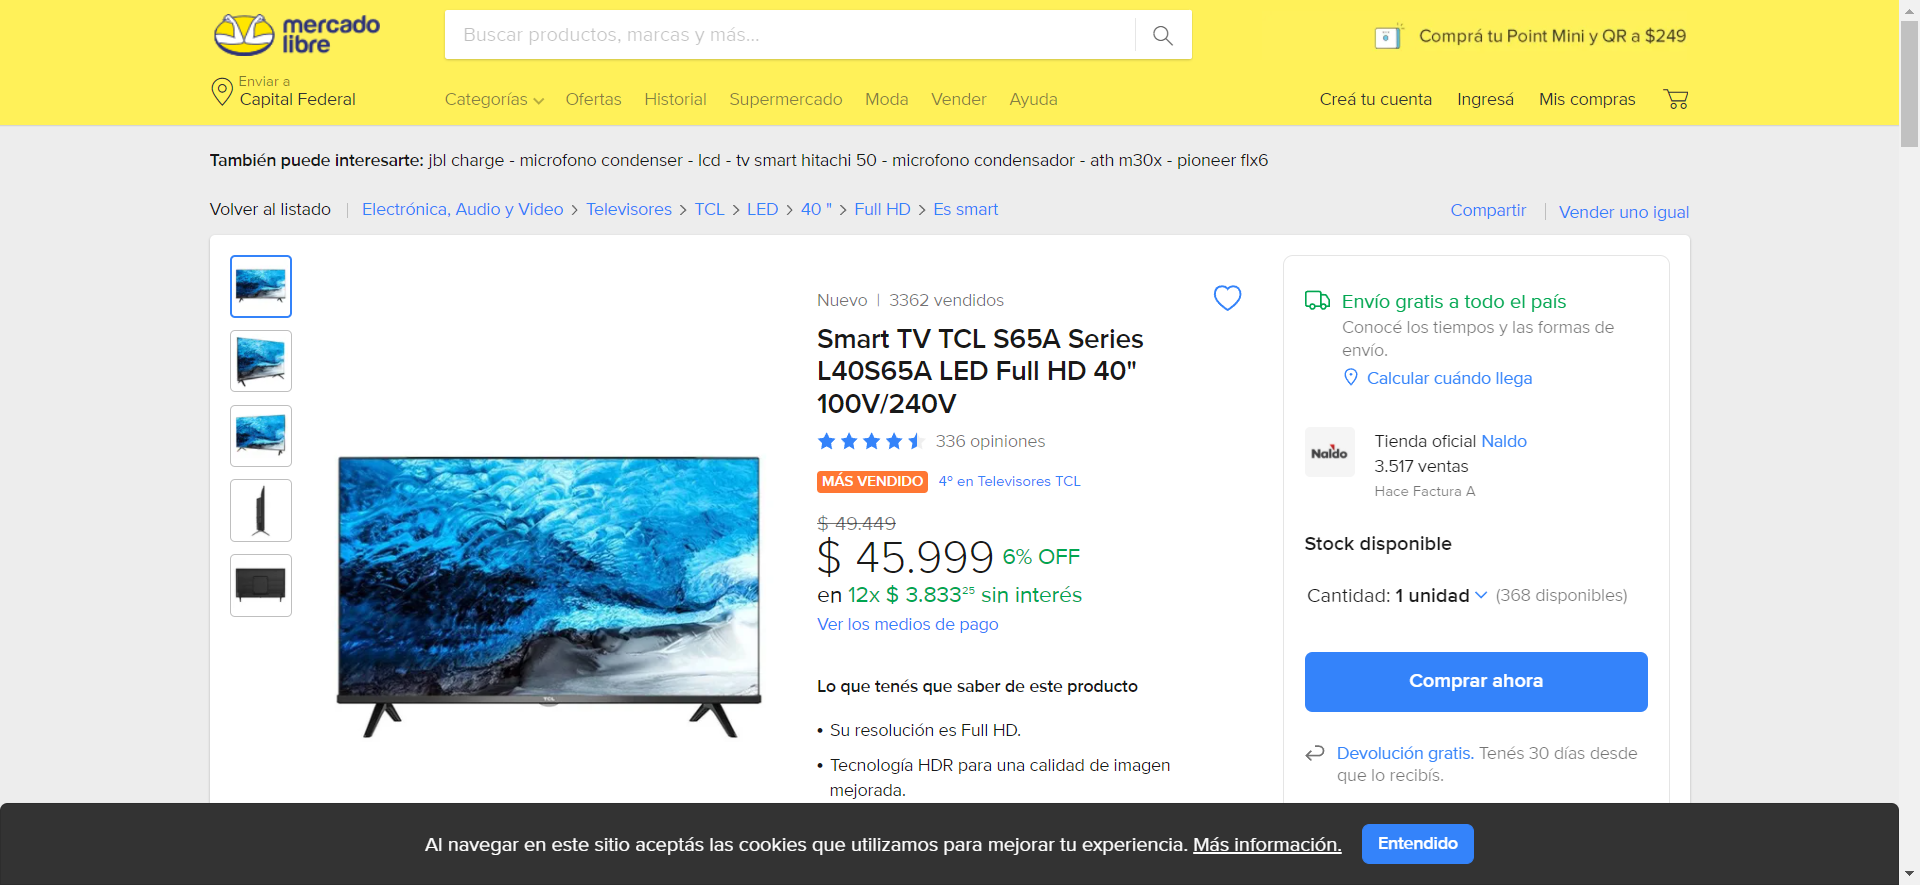 mercado
libre
Buscar productos, marcas y más...
Comprá tu Point Mini y QR a $249
Enviar a
Capital Federal
Categorías
Ofertas
Historial
Supermercado
Moda
Vender
Ayuda
Creá tu cuenta
Ingresá
Mis compras
También puede interesarte: jbl charge - microfono condenser - lcd - tv smart hitachi 50 - microfono condensador - ath m30x - pioneer flx6
Volver al listado | Electrónica, Audio y Video > Televisores > TCL > LED > 40 " > Full HD > Es smart
Compartir | Vender uno igual
Nuevo | 3362 vendidos
Smart TV TCL S65A Series
L40S65A LED Full HD 40"
100V/240V
336 opiniones
MÁS VENDIDO 4º en Televisores TCL
$ 49.449
$ 45.999 6% OFF
en 12x $ 3.833²⁵ sin interés
Ver los medios de pago
Lo que tenés que saber de este producto
• Su resolución es Full HD.
• Tecnología HDR para una calidad de imagen
mejorada.
TCL
Envío gratis a todo el país
Conocé los tiempos y las formas de
envío.
Calcular cuándo llega
Naldo
Tienda oficial Naldo
3.517 ventas
Hace Factura A
Stock disponible
Cantidad: 1 unidad (368 disponibles)
Comprar ahora
Devolución gratis. Tenés 30 días desde
que lo recibís.
Al navegar en este sitio aceptás las cookies que utilizamos para mejorar tu experiencia. Más información.
Entendido